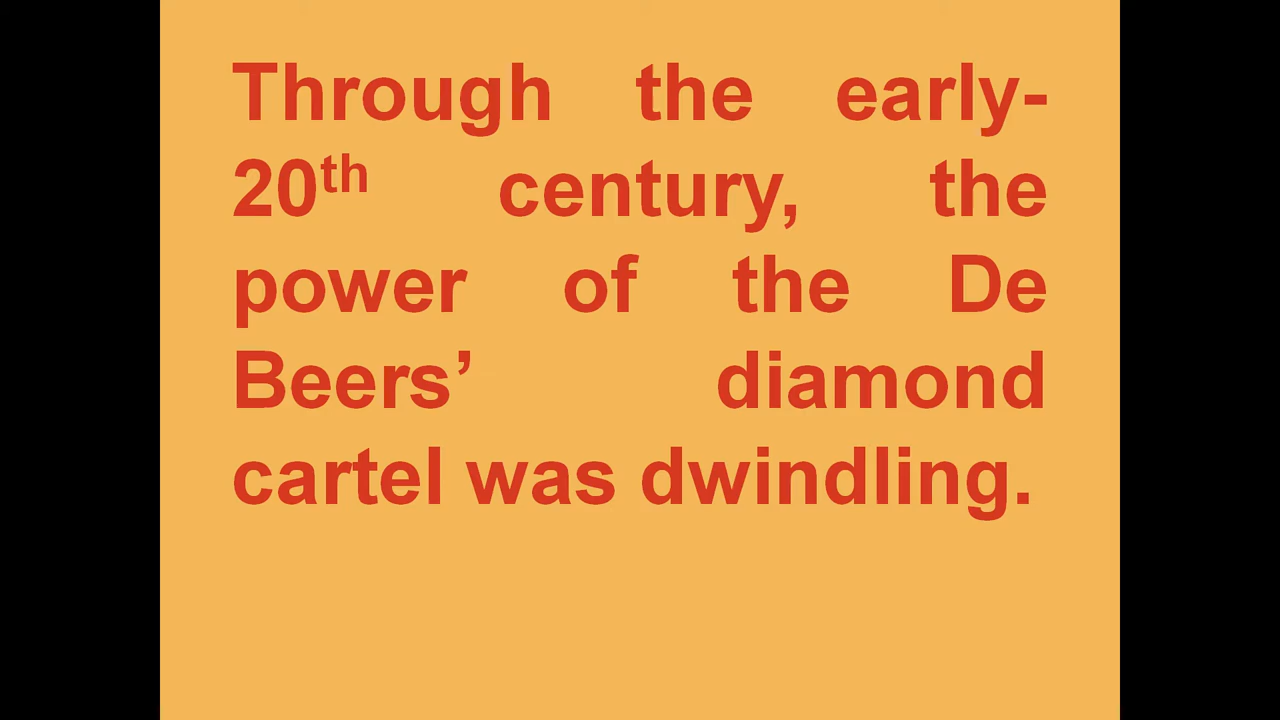 Through the early-
20th century, the
power of the De
Beers’ diamond
cartel was dwindling.